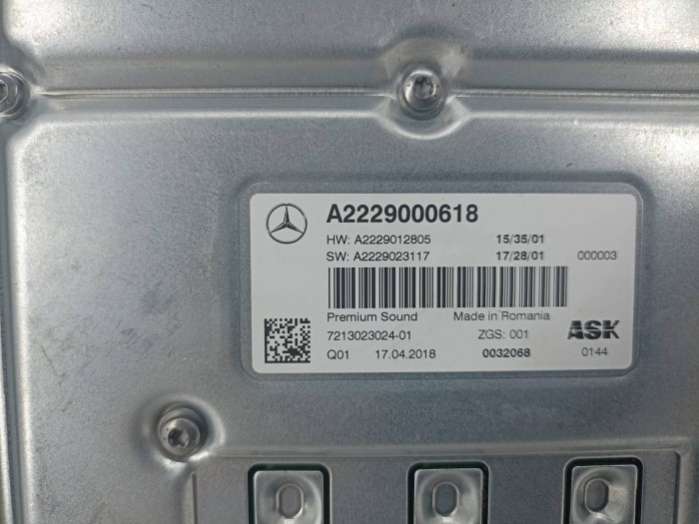 A2229000618
HW: A2229012805 15/35/01
SW: A2229023117 17/28/01 000003
Premium Sound Made in Romania
7213023024-01 ZGS: 001 ASK
Q01 17.04.2018 0032068 0144